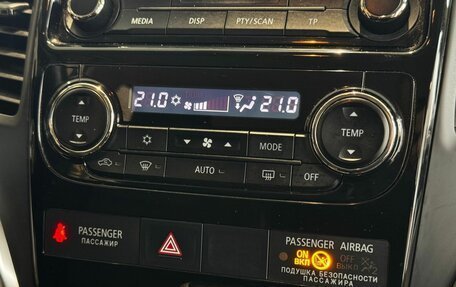 MEDIA DISP PTY/SCAN TP
21.0 21.0
TEMP TEMP
MODE
AUTO OFF
PASSENGER
ПАССАЖИР
PASSENGER AIRBAG
ON OFF
ВКЛ ВЫКЛ
ПОДУШКА БЕЗОПАСНОСТИ
ПАССАЖИРА